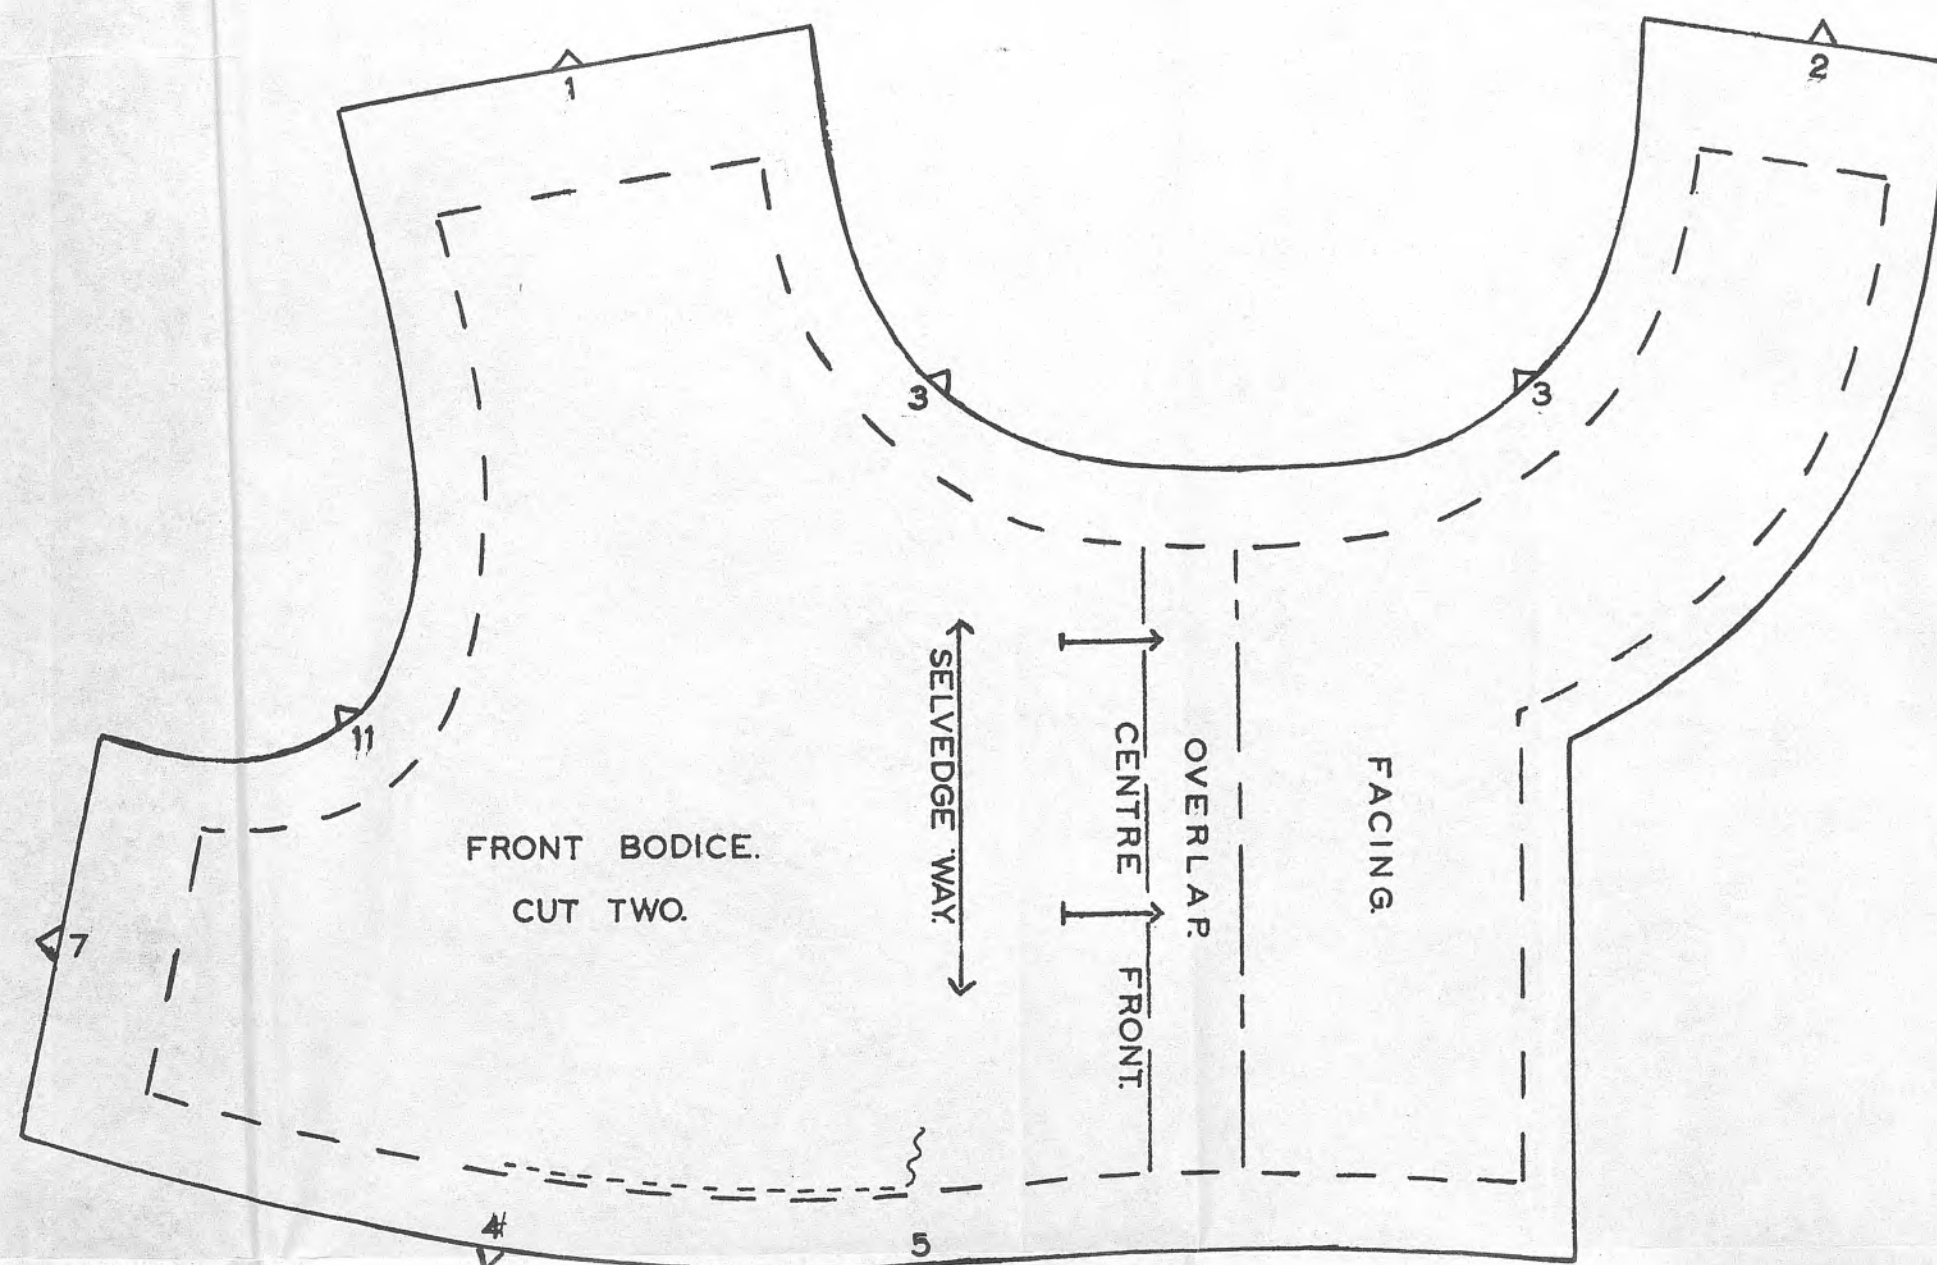 1
2
3
3
11
SELVEDGE WAY.
CENTRE FRONT.
OVERLAP.
FACING.
FRONT BODICE.
CUT TWO.
7
4
5